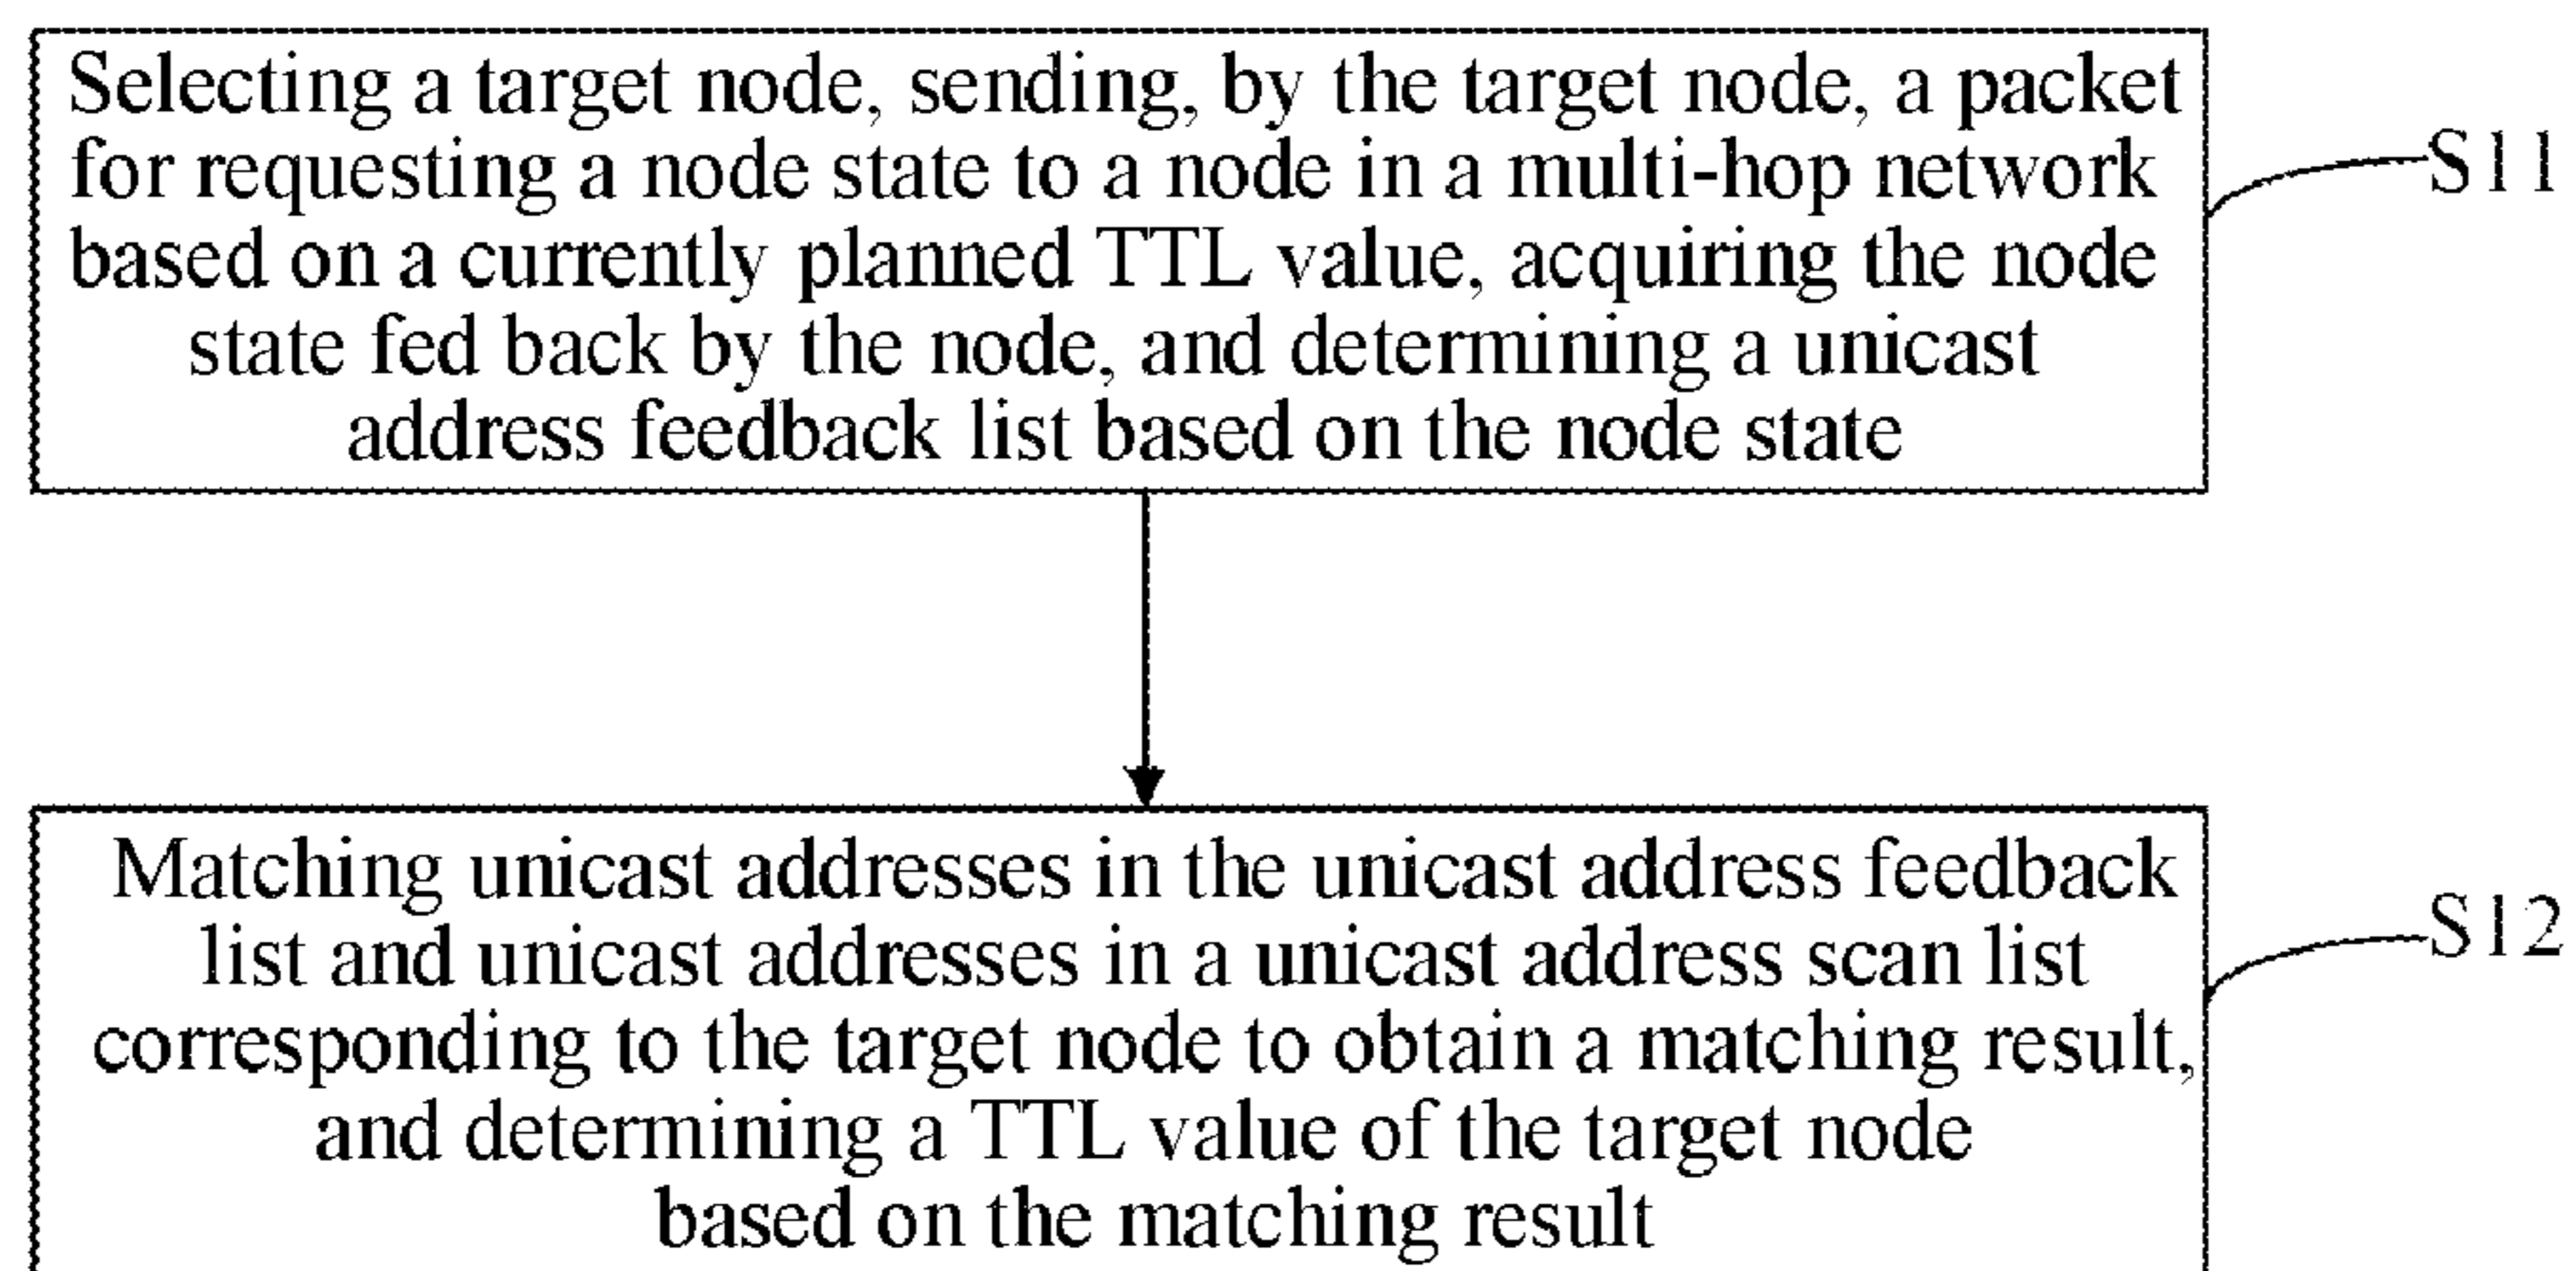 Selecting a target node, sending, by the target node, a packet
for requesting a node state to a node in a multi-hop network
based on a currently planned TTL value, acquiring the node
state fed back by the node, and determining a unicast
address feedback list based on the node state
S11
Matching unicast addresses in the unicast address feedback
list and unicast addresses in a unicast address scan list
corresponding to the target node to obtain a matching result,
and determining a TTL value of the target node
based on the matching result
S12